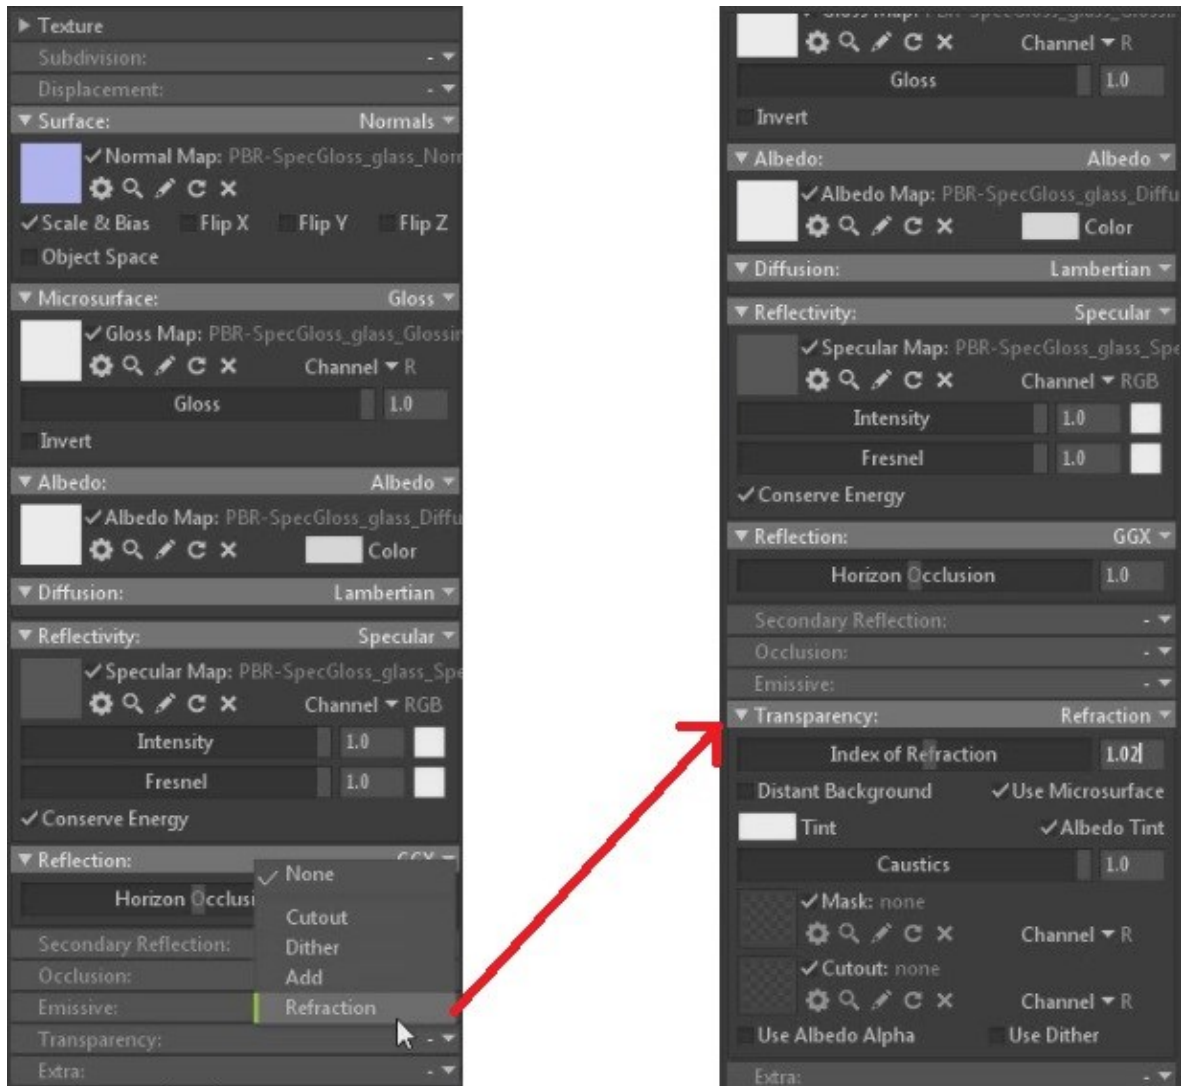 Texture
Subdivision: -
Displacement: -
Surface: Normals
Normal Map: PBR-SpecGloss_glass_Norm
Scale & Bias Flip X Flip Y Flip Z
Object Space
Microsurface: Gloss
Gloss Map: PBR-SpecGloss_glass_Glossin
Channel R
Gloss 1.0
Invert
Albedo: Albedo
Albedo Map: PBR-SpecGloss_glass_Diffu
Color
Diffusion: Lambertian
Reflectivity: Specular
Specular Map: PBR-SpecGloss_glass_Spe
Channel RGB
Intensity 1.0
Fresnel 1.0
Conserve Energy
Reflection: GGX
None
Horizon Occlusi
Cutout
Secondary Reflection:
Dither
Occlusion:
Add
Emissive:
Refraction
Transparency: -
Extra: -
Gloss Map: PBR-SpecGloss_glass_Glossin
Channel R
Gloss 1.0
Invert
Albedo: Albedo
Albedo Map: PBR-SpecGloss_glass_Diffu
Color
Diffusion: Lambertian
Reflectivity: Specular
Specular Map: PBR-SpecGloss_glass_Spe
Channel RGB
Intensity 1.0
Fresnel 1.0
Conserve Energy
Reflection: GGX
Horizon Occlusion 1.0
Secondary Reflection: -
Occlusion: -
Emissive: -
Transparency: Refraction
Index of Refraction 1.02
Distant Background Use Microsurface
Tint Albedo Tint
Caustics 1.0
Mask: none
Channel R
Cutout: none
Channel R
Use Albedo Alpha Use Dither
Extra: -